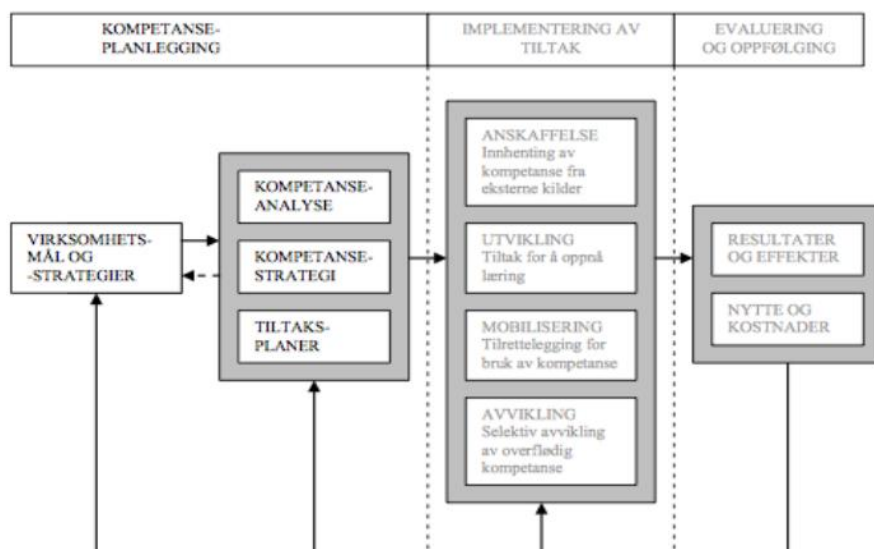 KOMPETANSE-
PLANLEGGING
IMPLEMENTERING AV
TILTAK
EVALUERING
OG OPPFØLGING
VIRKSOMHETS-
MÅL OG
-STRATEGIER
KOMPETANSE-
ANALYSE
KOMPETANSE-
STRATEGI
TILTAKS-
PLANER
ANSKAFFELSE
Innhenting av
kompetanse fra
eksterne kilder
UTVIKLING
Tiltak for å oppnå
læring
MOBILISERING
Tilrettelegging for
bruk av kompetanse
AVVIKLING
Selektiv avvikling
av overflødig
kompetanse
RESULTATER
OG EFFEKTER
NYTTE OG
KOSTNADER